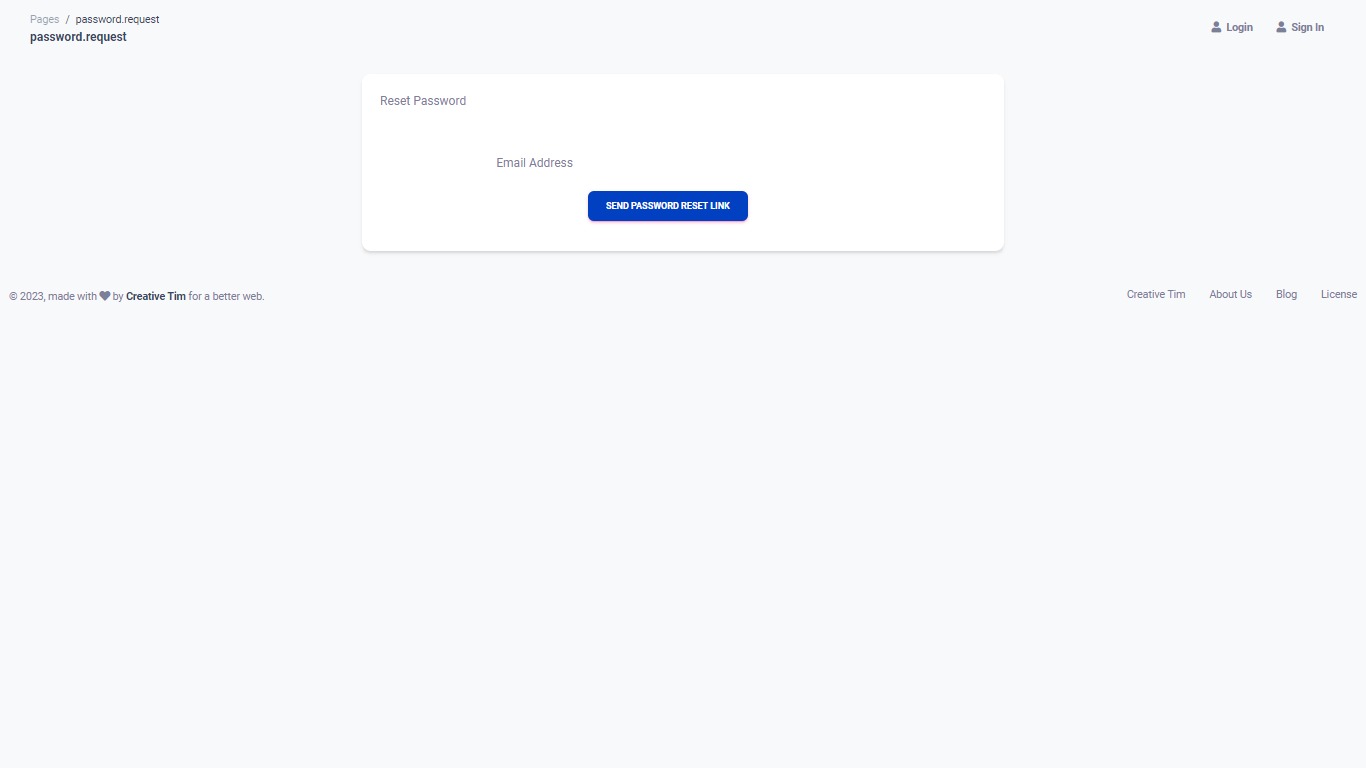 Pages / password.request
password.request
Login
Sign In
Reset Password
Email Address
SEND PASSWORD RESET LINK
© 2023, made with by Creative Tim for a better web.
Creative Tim
About Us
Blog
License